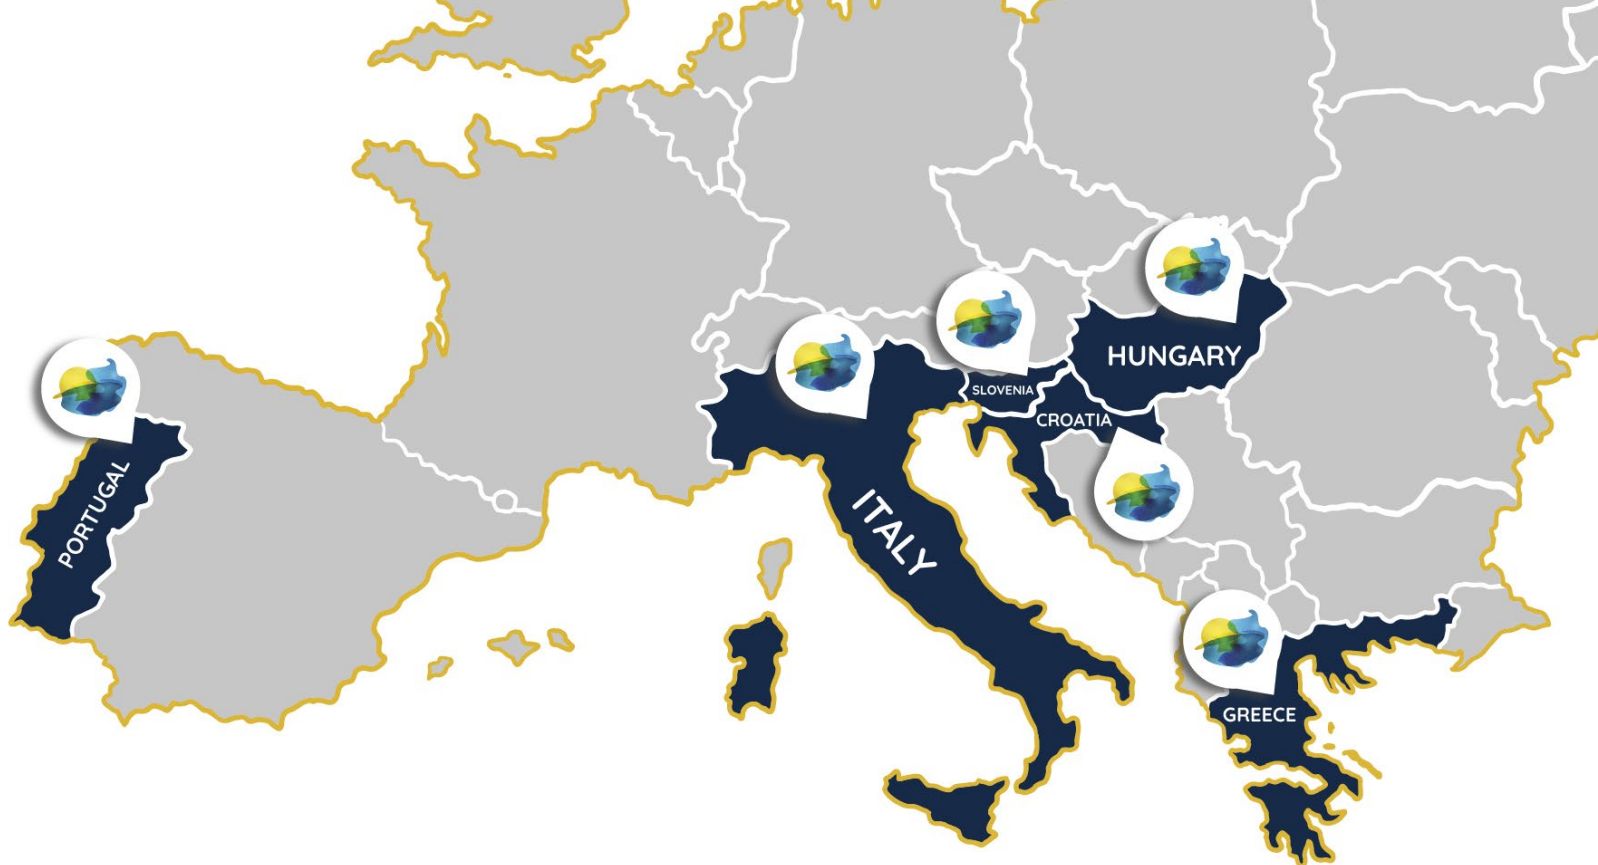 HUNGARY
SLOVENIA
CROATIA
PORTUGAL
ITALY
GREECE